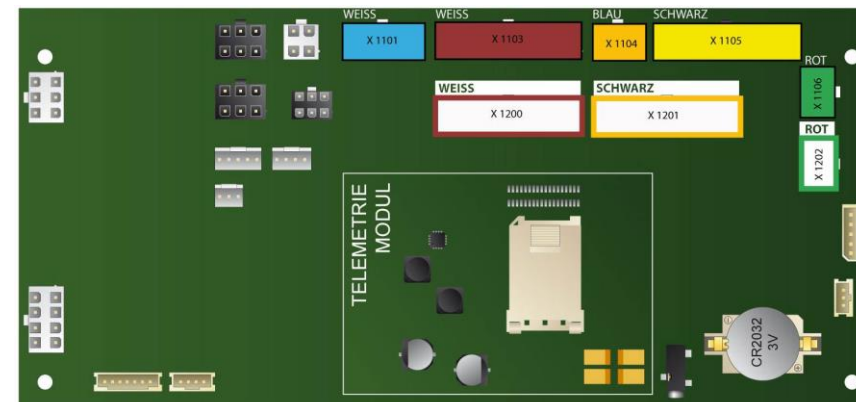 WEISS
WEISS
BLAU
SCHWARZ
X 1101
X 1103
X 1104
X 1105
ROT
X 1106
WEISS
SCHWARZ
X 1200
X 1201
ROT
X 1202
TELEMETRIE
MODUL
CR2032
3V